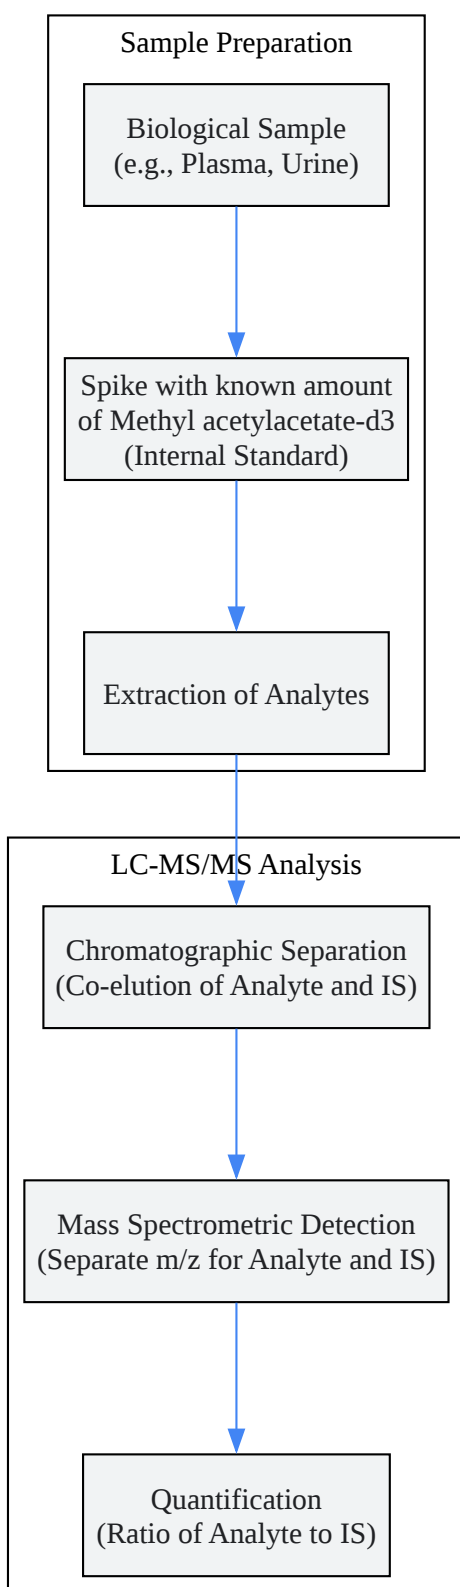 Sample Preparation
Biological Sample
(e.g., Plasma, Urine)
Spike with known amount
of Methyl acetylacetate-d3
(Internal Standard)
Extraction of Analytes
LC-MS/MS Analysis
Chromatographic Separation
(Co-elution of Analyte and IS)
Mass Spectrometric Detection
(Separate m/z for Analyte and IS)
Quantification
(Ratio of Analyte to IS)